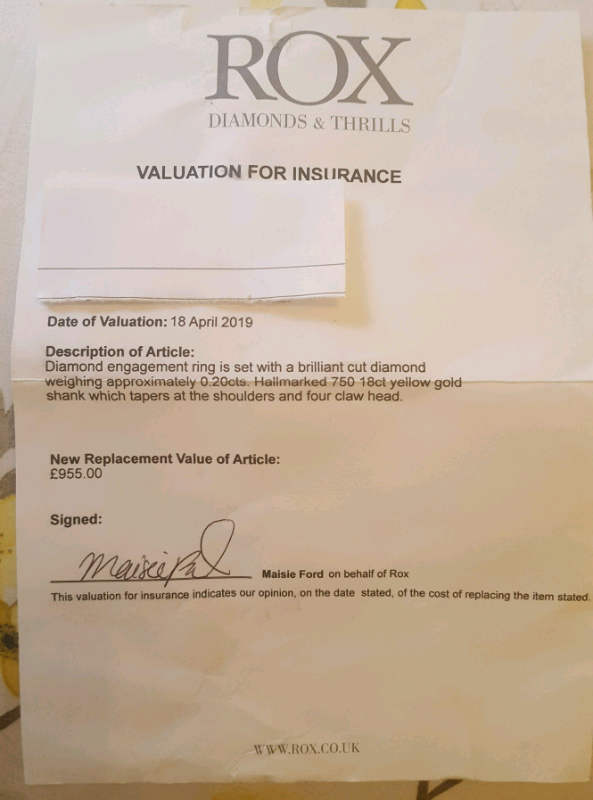 ROX
DIAMONDS & THRILLS
VALUATION FOR INSURANCE
Date of Valuation: 18 April 2019
Description of Article:
Diamond engagement ring is set with a brilliant cut diamond
weighing approximately 0.20cts. Hallmarked 750 18ct yellow gold
shank which tapers at the shoulders and four claw head.
New Replacement Value of Article:
£955.00
Signed:
Maisie Ford on behalf of Rox
This valuation for insurance indicates our opinion, on the date stated, of the cost of replacing the item stated.
WWW.ROX.CO.UK